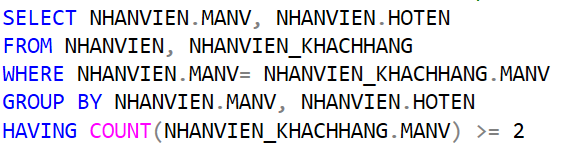 SELECT NHANVIEN.MANV, NHANVIEN.HOTEN
FROM NHANVIEN, NHANVIEN_KHACHHANG
WHERE NHANVIEN.MANV= NHANVIEN_KHACHHANG.MANV
GROUP BY NHANVIEN.MANV, NHANVIEN.HOTEN
HAVING COUNT(NHANVIEN_KHACHHANG.MANV) >= 2